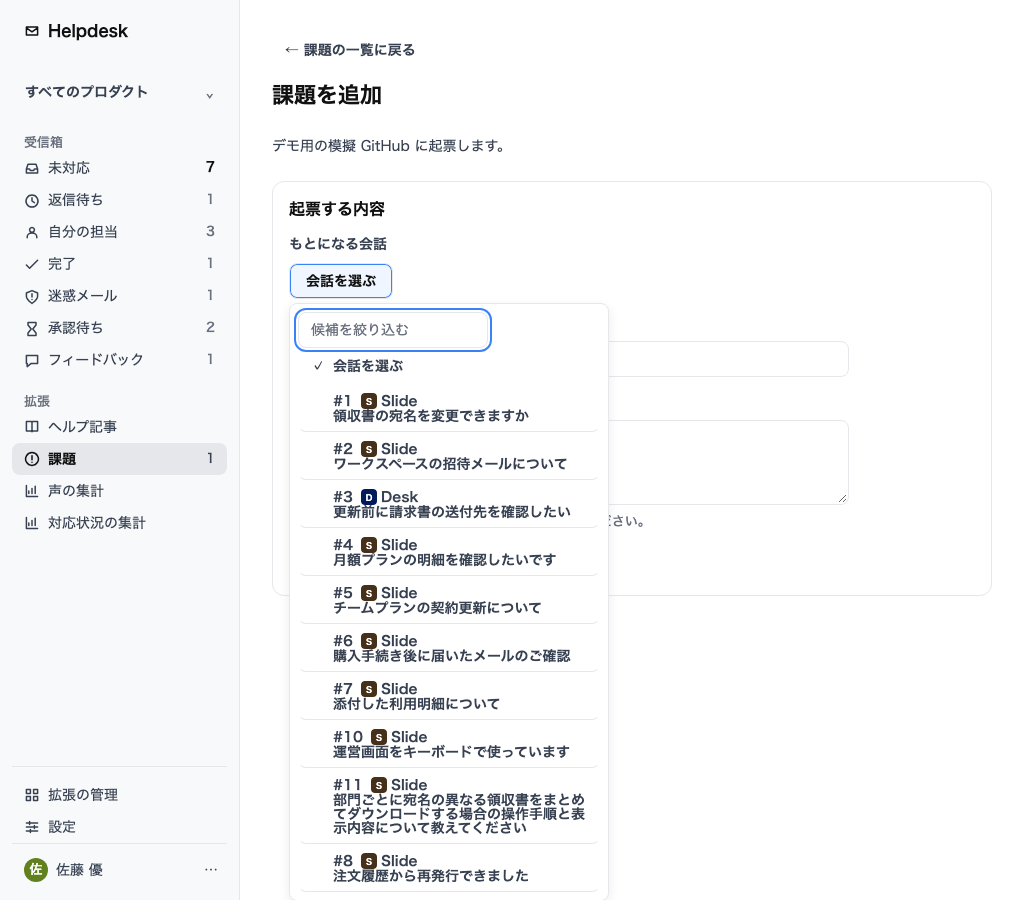 Helpdesk
すべてのプロダクト
受信箱
未対応 7
返信待ち 1
自分の担当 3
完了 1
迷惑メール 1
承認待ち 2
フィードバック 1
拡張
ヘルプ記事
課題 1
声の集計
対応状況の集計
拡張の管理
設定
佐 佐藤 優 …
← 課題の一覧に戻る
課題を追加
デモ用の模擬 GitHub に起票します。
起票する内容
もとになる会話
会話を選ぶ
候補を絞り込む
✓ 会話を選ぶ
#1 S Slide
領収書の宛名を変更できますか
#2 S Slide
ワークスペースの招待メールについて
#3 D Desk
更新前に請求書の送付先を確認したい
#4 S Slide
月額プランの明細を確認したいです
#5 S Slide
チームプランの契約更新について
#6 S Slide
購入手続き後に届いたメールのご確認
#7 S Slide
添付した利用明細について
#10 S Slide
運営画面をキーボードで使っています
#11 S Slide
部門ごとに宛名の異なる領収書をまとめ
てダウンロードする場合の操作手順と表
示内容について教えてください
#8 S Slide
注文履歴から再発行できました
ださい。